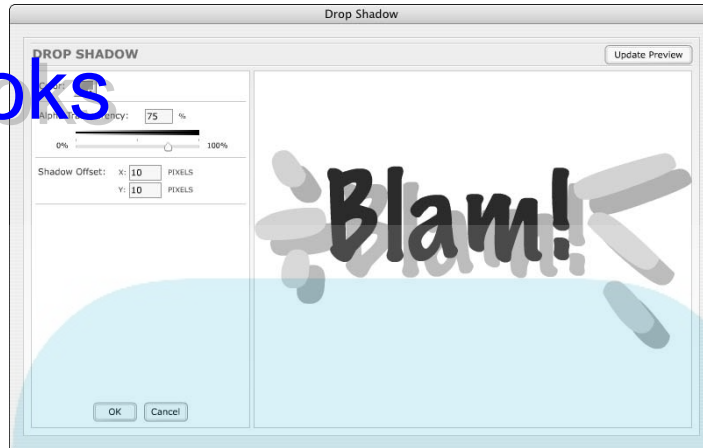 Drop Shadow
DROP SHADOW
Update Preview
oks
75 %
0% 100%
Shadow Offset: X: 10 PIXELS
Y: 10 PIXELS
Blam!
OK Cancel